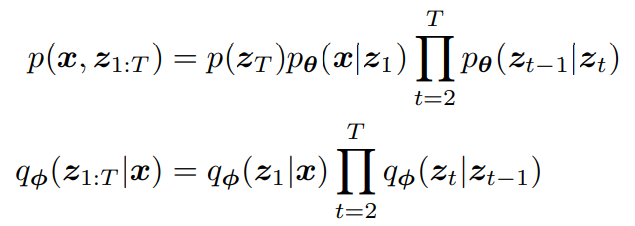 p(x, z_{1:T}) = p(z_T)p_θ(x|z_1) ∏_{t=2}^{T} p_θ(z_{t−1}|z_t)
q_ϕ(z_{1:T}|x) = q_ϕ(z_1|x) ∏_{t=2}^{T} q_ϕ(z_t|z_{t−1})